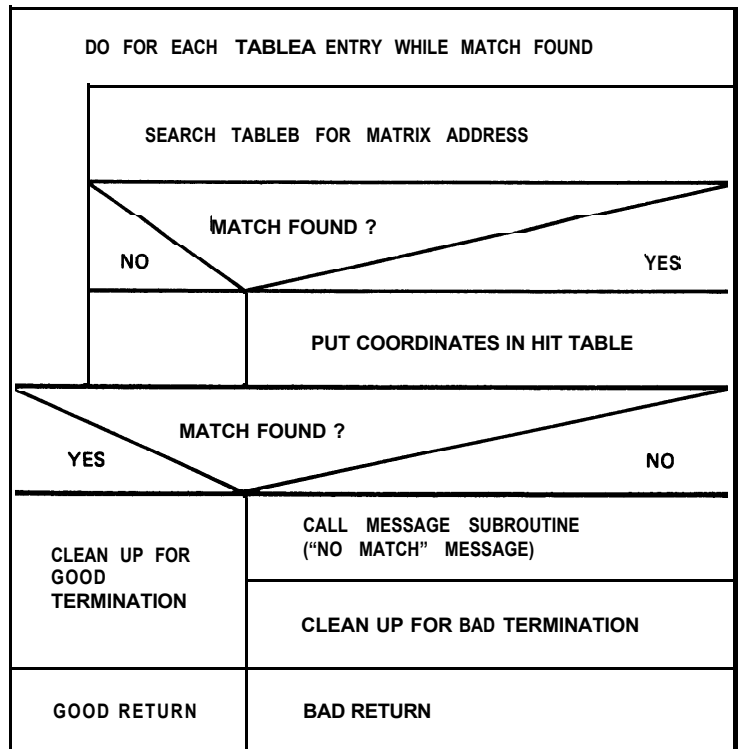 DO FOR EACH TABLEA ENTRY WHILE MATCH FOUND
SEARCH TABLEB FOR MATRIX ADDRESS
MATCH FOUND ?
NO
YES
PUT COORDINATES IN HIT TABLE
MATCH FOUND ?
YES
NO
CALL MESSAGE SUBROUTINE
(“NO MATCH” MESSAGE)
CLEAN UP FOR
GOOD
TERMINATION
CLEAN UP FOR BAD TERMINATION
GOOD RETURN
BAD RETURN